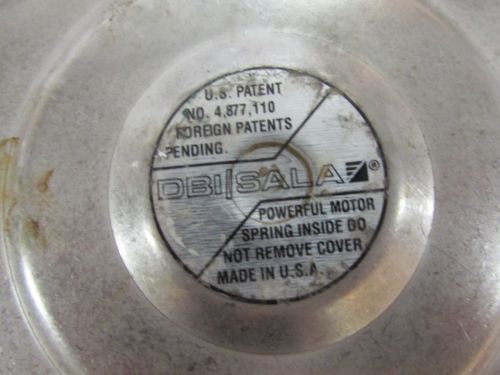 U.S. PATENT
NO. 4,877,110
FOREIGN PATENTS
PENDING.
DBI/SALA ®
POWERFUL MOTOR
SPRING INSIDE DO
NOT REMOVE COVER
MADE IN U.S.A.